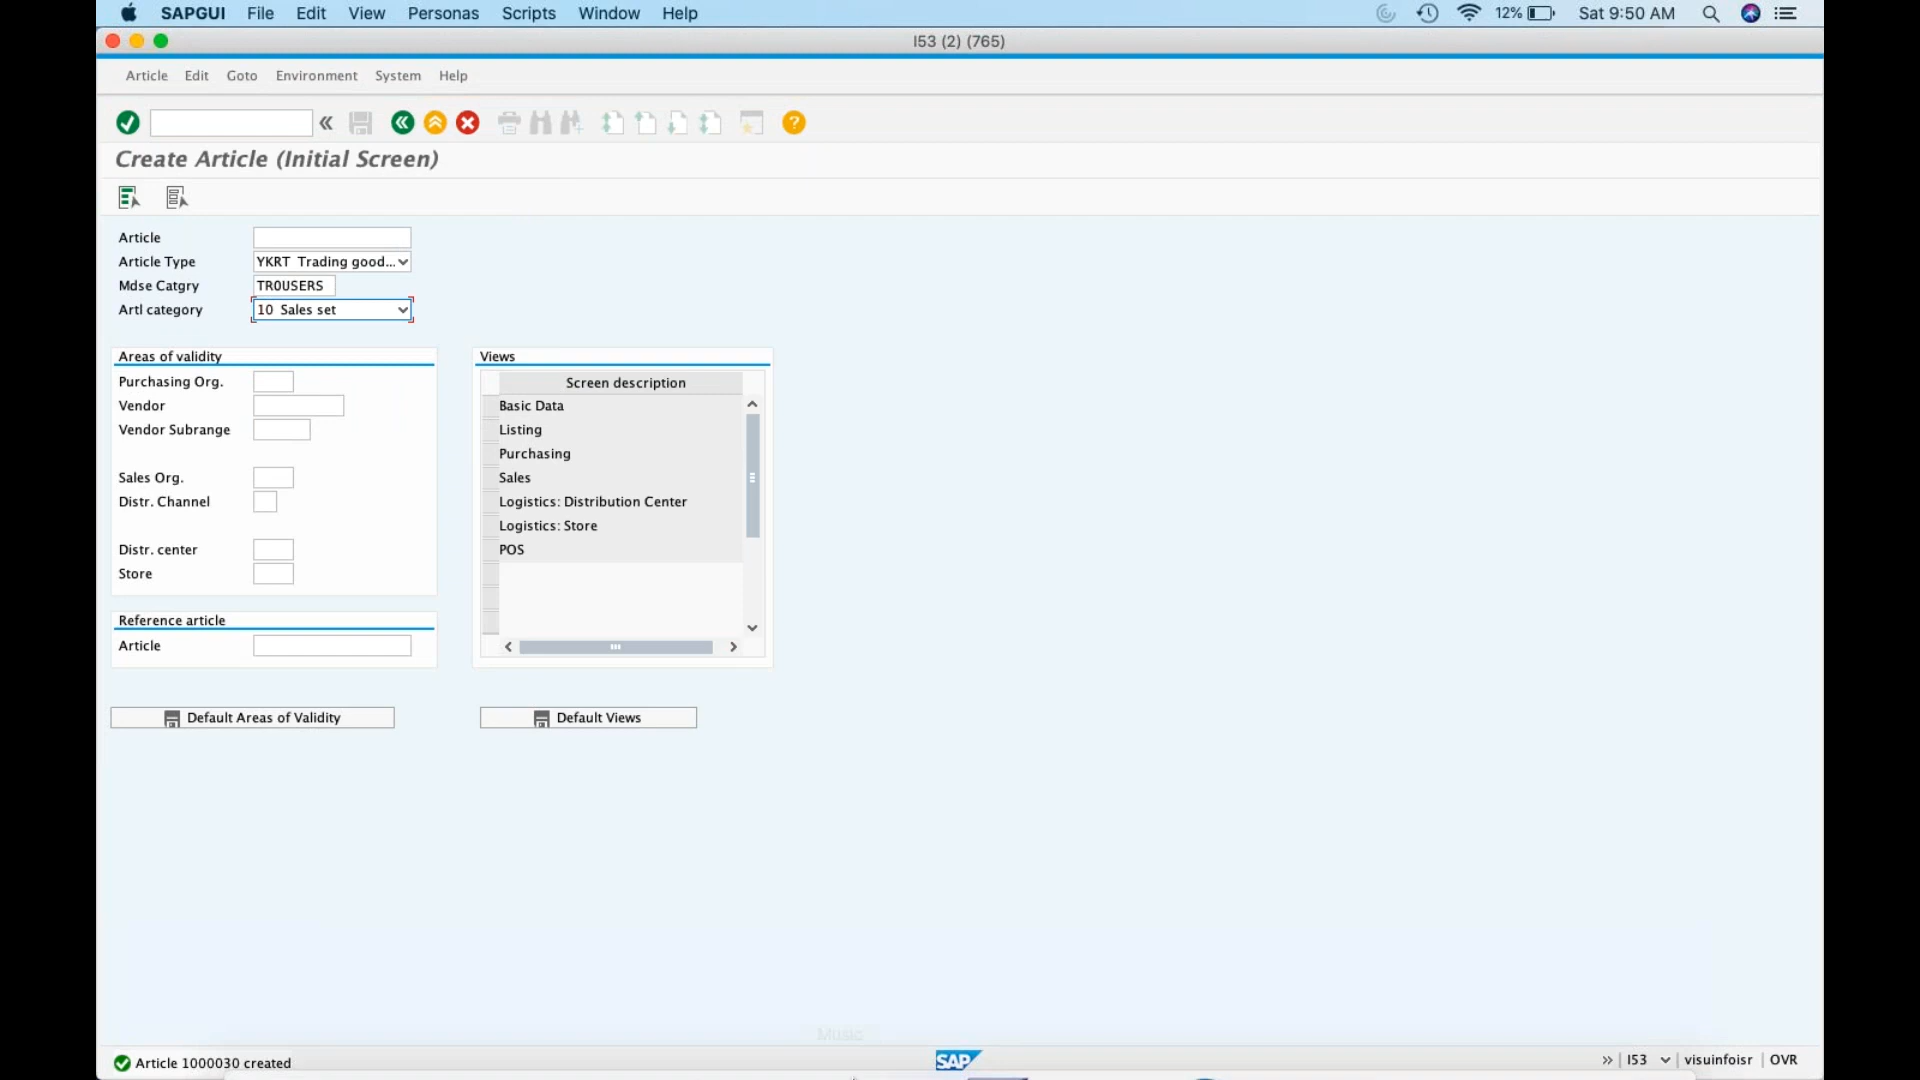 SAPGUI File Edit View Personas Scripts Window Help 12% Sat 9:50 AM
I53 (2) (765)
Article Edit Goto Environment System Help
Create Article (Initial Screen)
Article
Article Type YKRT Trading good...
Mdse Catgry TROUSERS
Artl category 10 Sales set
Areas of validity
Purchasing Org.
Vendor
Vendor Subrange
Sales Org.
Distr. Channel
Distr. center
Store
Reference article
Article
Default Areas of Validity
Views
Screen description
Basic Data
Listing
Purchasing
Sales
Logistics: Distribution Center
Logistics: Store
POS
Default Views
Music
Article 1000030 created SAP I53 visuinfoisr OVR